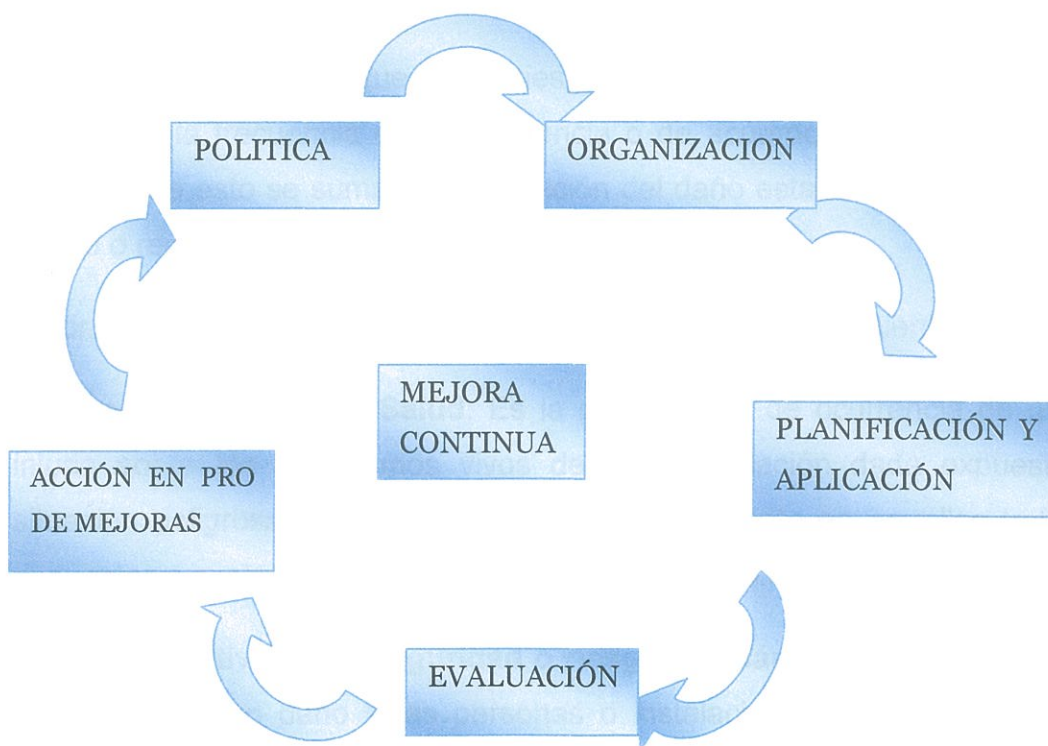 POLITICA
ORGANIZACION
PLANIFICACIÓN Y
APLICACIÓN
EVALUACIÓN
ACCIÓN EN PRO
DE MEJORAS
MEJORA
CONTINUA